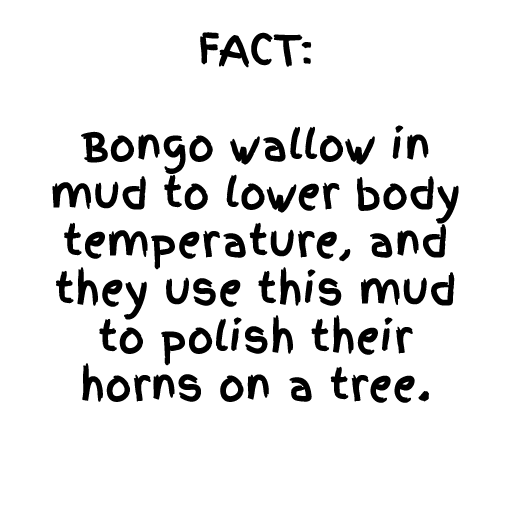 FACT:
Bongo wallow in
mud to lower body
temperature, and
they use this mud
to polish their
horns on a tree.